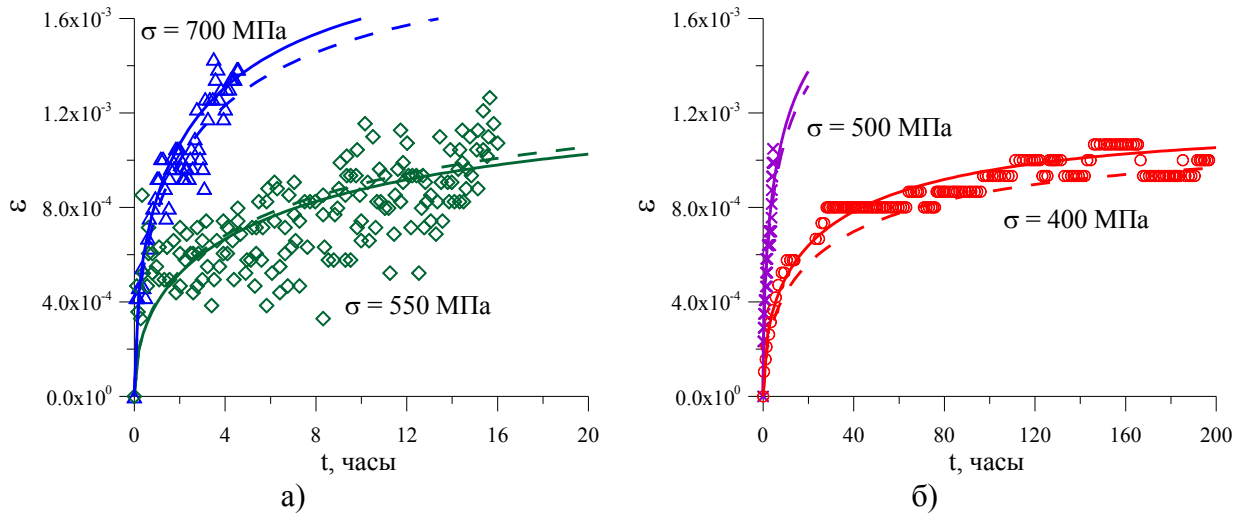 1.6x10⁻³
1.2x10⁻³
8.0x10⁻⁴
4.0x10⁻⁴
0.0x10⁰
ε
σ = 700 МПа
σ = 550 МПа
0 4 8 12 16 20
t, часы
а)
1.6x10⁻³
1.2x10⁻³
8.0x10⁻⁴
4.0x10⁻⁴
0.0x10⁰
ε
σ = 500 МПа
σ = 400 МПа
0 40 80 120 160 200
t, часы
б)